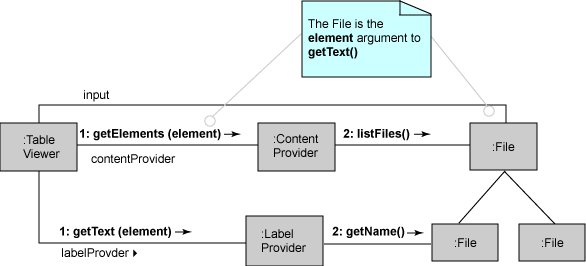 The File is the
element argument to
getText()
input
:Table
Viewer
1: getElements (element)
contentProvider
:Content
Provider
2: listFiles()
:File
1: getText (element)
labelProvder
:Label
Provider
2: getName()
:File
:File